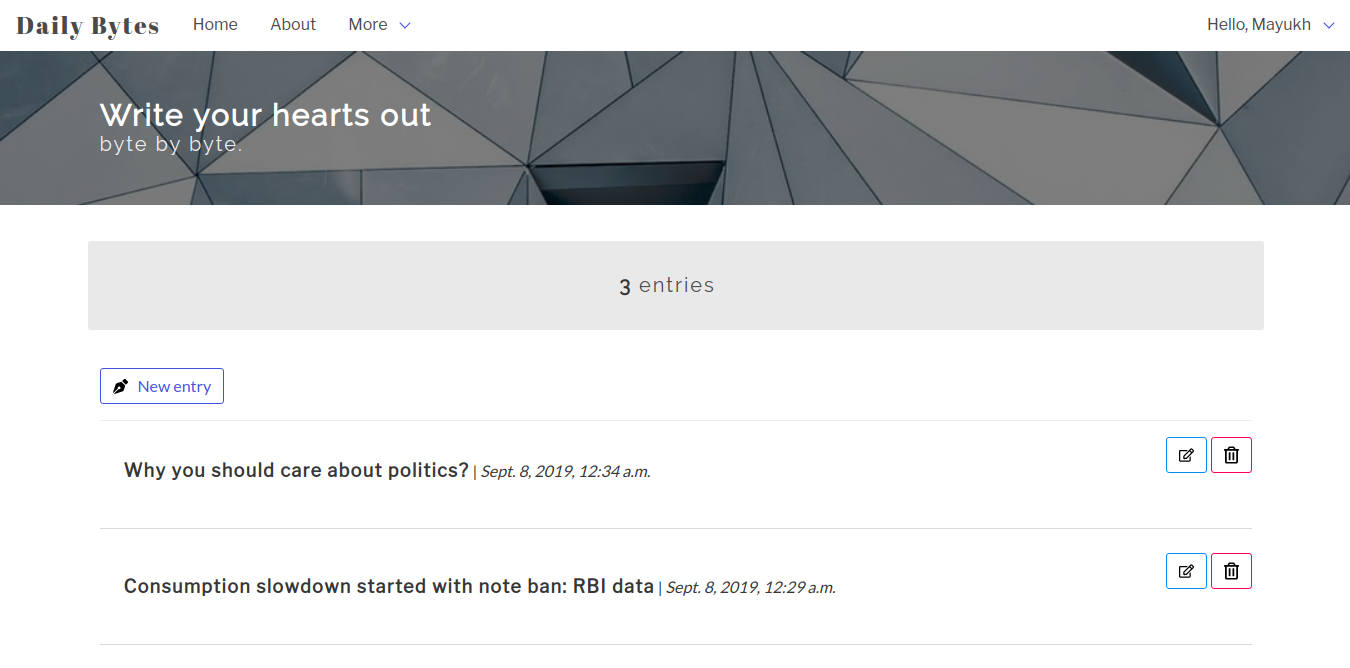 Daily Bytes Home About More Hello, Mayukh
Write your hearts out
byte by byte.
3 entries
New entry
Why you should care about politics? | Sept. 8, 2019, 12:34 a.m.
Consumption slowdown started with note ban: RBI data | Sept. 8, 2019, 12:29 a.m.